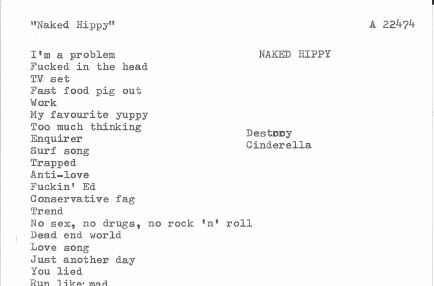 "Naked Hippy"
A 22474
NAKED HIPPY
I'm a problem
Fucked in the head
TV set
Fast food pig out
Work
My favourite yuppy
Too much thinking
Enquirer
Surf song
Trapped
Anti-love
Fuckin' Ed
Conservative fag
Trend
No sex, no drugs, no rock 'n' roll
Dead end world
Love song
Just another day
You lied
Run like mad
Destroy
Cinderella